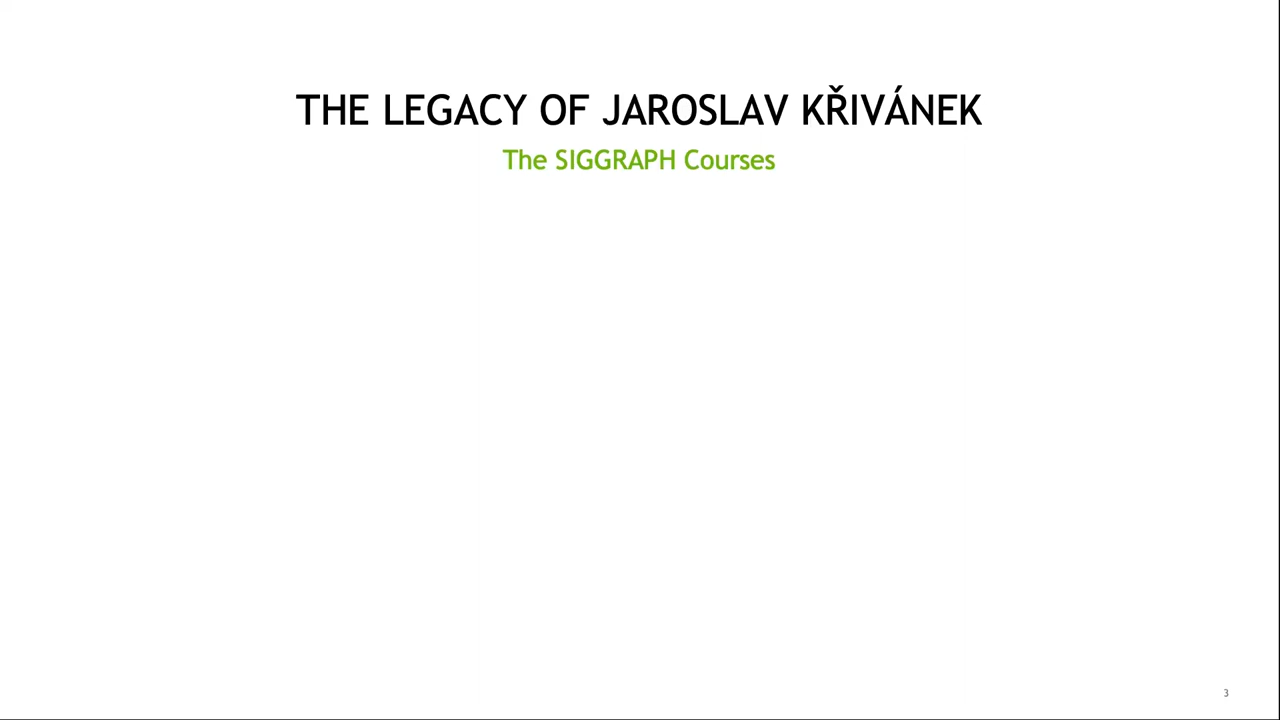 THE LEGACY OF JAROSLAV KŘIVÁNEK
The SIGGRAPH Courses
3